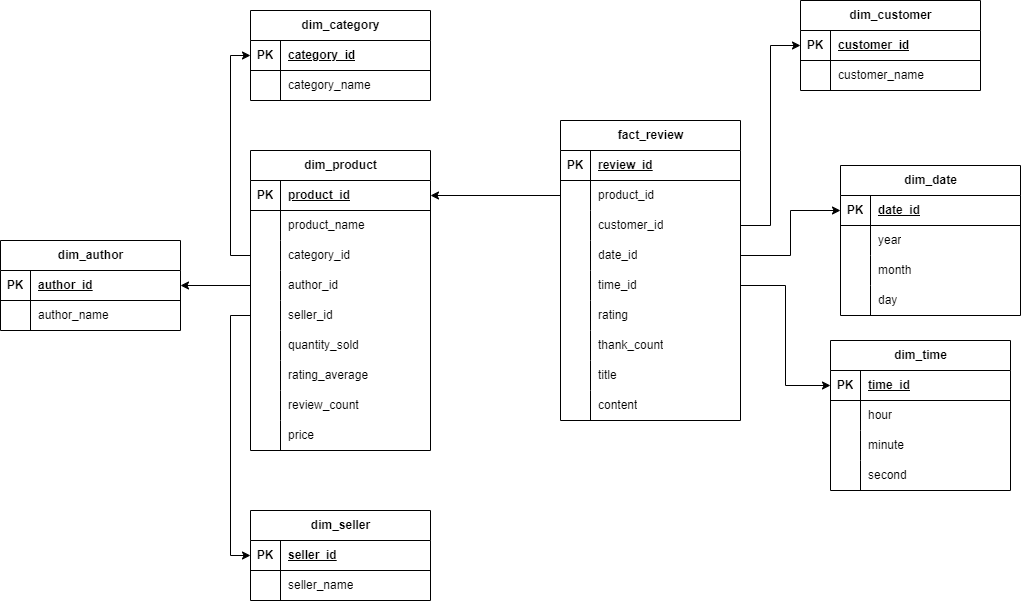 dim_category
PK category_id
category_name
dim_customer
PK customer_id
customer_name
fact_review
PK review_id
product_id
customer_id
date_id
time_id
rating
thank_count
title
content
dim_product
PK product_id
product_name
category_id
author_id
seller_id
quantity_sold
rating_average
review_count
price
dim_date
PK date_id
year
month
day
dim_author
PK author_id
author_name
dim_time
PK time_id
hour
minute
second
dim_seller
PK seller_id
seller_name